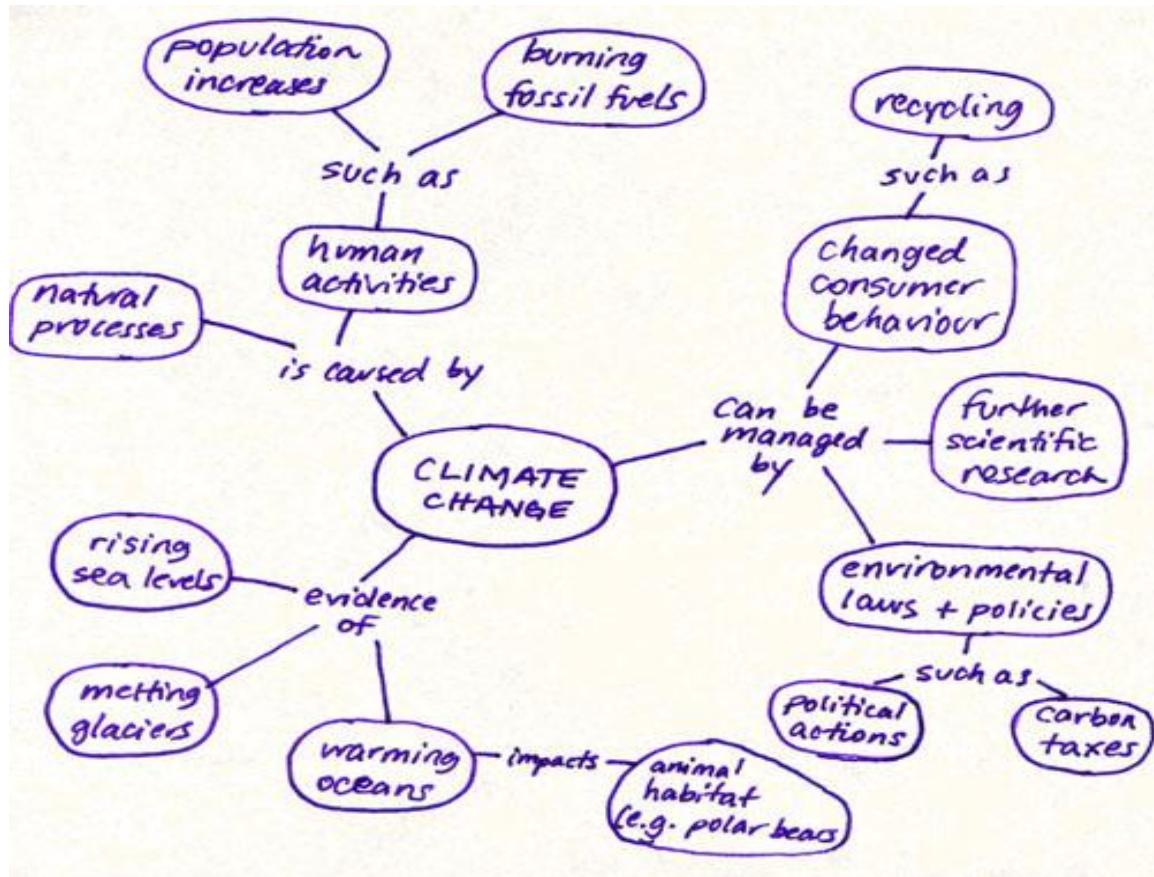 population
increases
burning
fossil fuels
such as
human
activities
natural
processes
is caused by
recycling
such as
changed
consumer
behaviour
can be
managed
by
further
scientific
research
CLIMATE
CHANGE
environmental
laws + policies
such as
political
actions
carbon
taxes
rising
sea levels
evidence
of
melting
glaciers
warming
oceans
impacts
animal
habitat
(e.g. polar bears